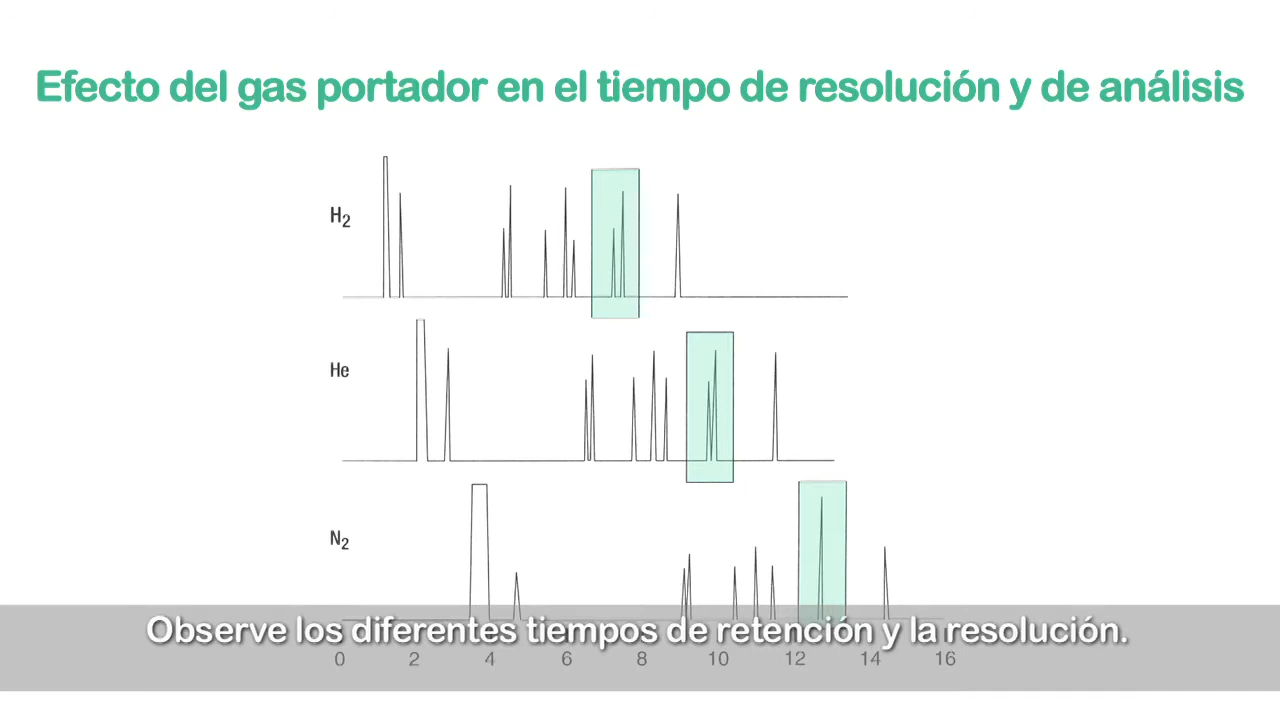 Efecto del gas portador en el tiempo de resolución y de análisis
H₂
He
N₂
Observe los diferentes tiempos de retención y la resolución.
0 2 4 6 8 10 12 14 16